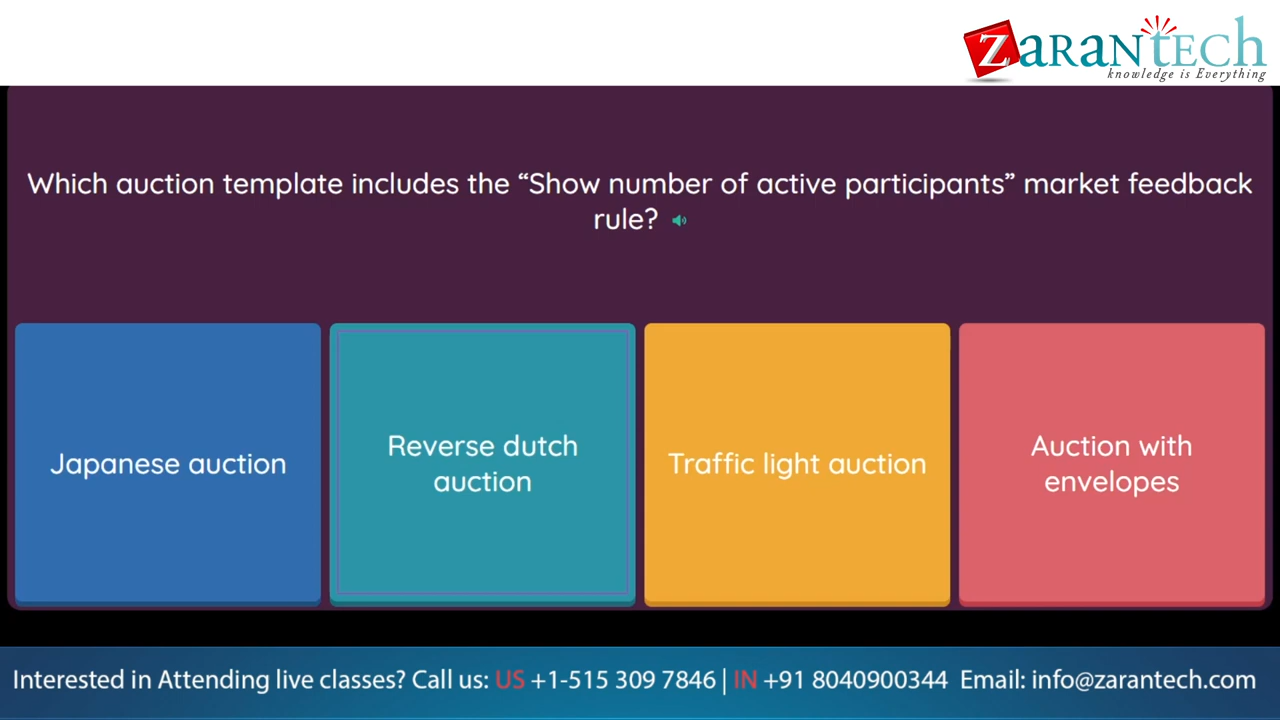 ZARANTECH
knowledge is Everything
Which auction template includes the “Show number of active participants” market feedback
rule?
Japanese auction
Reverse dutch
auction
Traffic light auction
Auction with
envelopes
Interested in Attending live classes? Call us: US +1-515 309 7846 | IN +91 8040900344 Email: info@zarantech.com